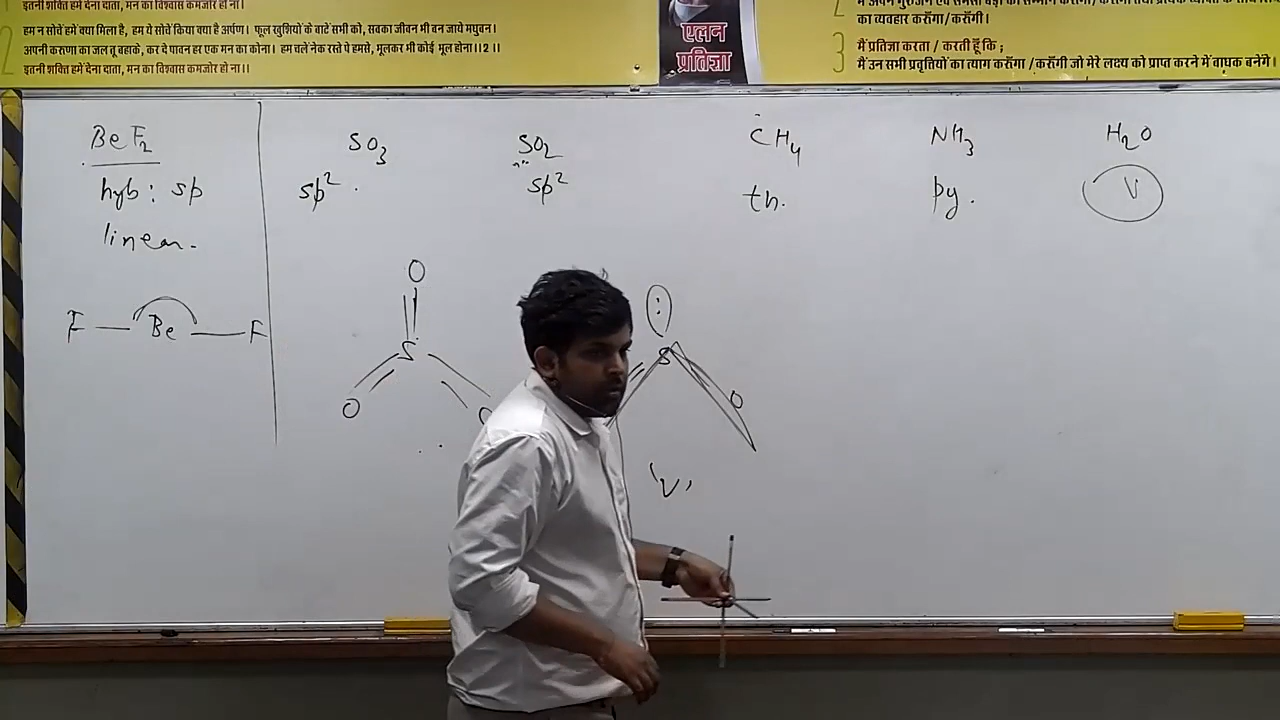 इतनी शक्ति हमें देना दाता, मन का विश्वास कमजोर हो ना।
हम न सोचें हमें क्या मिला है, हम ये सोचें किया क्या है अर्पण। फूल खुशियों के बाटें सभी को, सबका जीवन भी बन जाये मधुबन।
2 अपनी करुणा का जल तू बहाके, कर दे पावन हर एक मन का कोना। हम चलें नेक रस्ते पे हमसे, भूलकर भी कोई भूल होना।।2।।
इतनी शक्ति हमें देना दाता, मन का विश्वास कमजोर हो ना।।
एलन
प्रतिज्ञा
2
का व्यवहार करूँगा/करूँगी।
3 मैं प्रतिज्ञा करता / करती हूँ कि ;
मैं उन सभी प्रवृत्तियों का त्याग करूँगा /करूँगी जो मेरे लक्ष्य को प्राप्त करने में बाधक बनेंगे।
BeF2 SO3 SO2 CH4 NH3 H2O
hyb: sp sp2 . sp2 th. py. V
linear.
O
F — Be — F S S
O O O
'V'